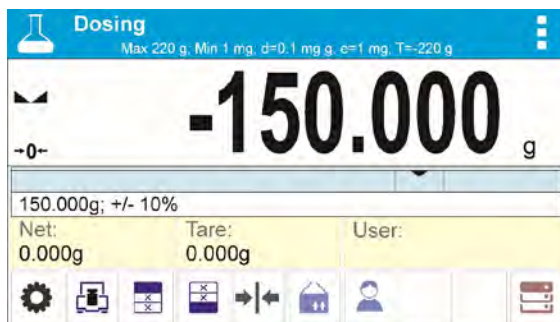 Dosing
Max 220 g; Min 1 mg, d=0.1 mg g, e=1 mg, T=-220 g
-150.000 g
→0←
150.000g; +/- 10%
Net: Tare: User:
0.000g 0.000g